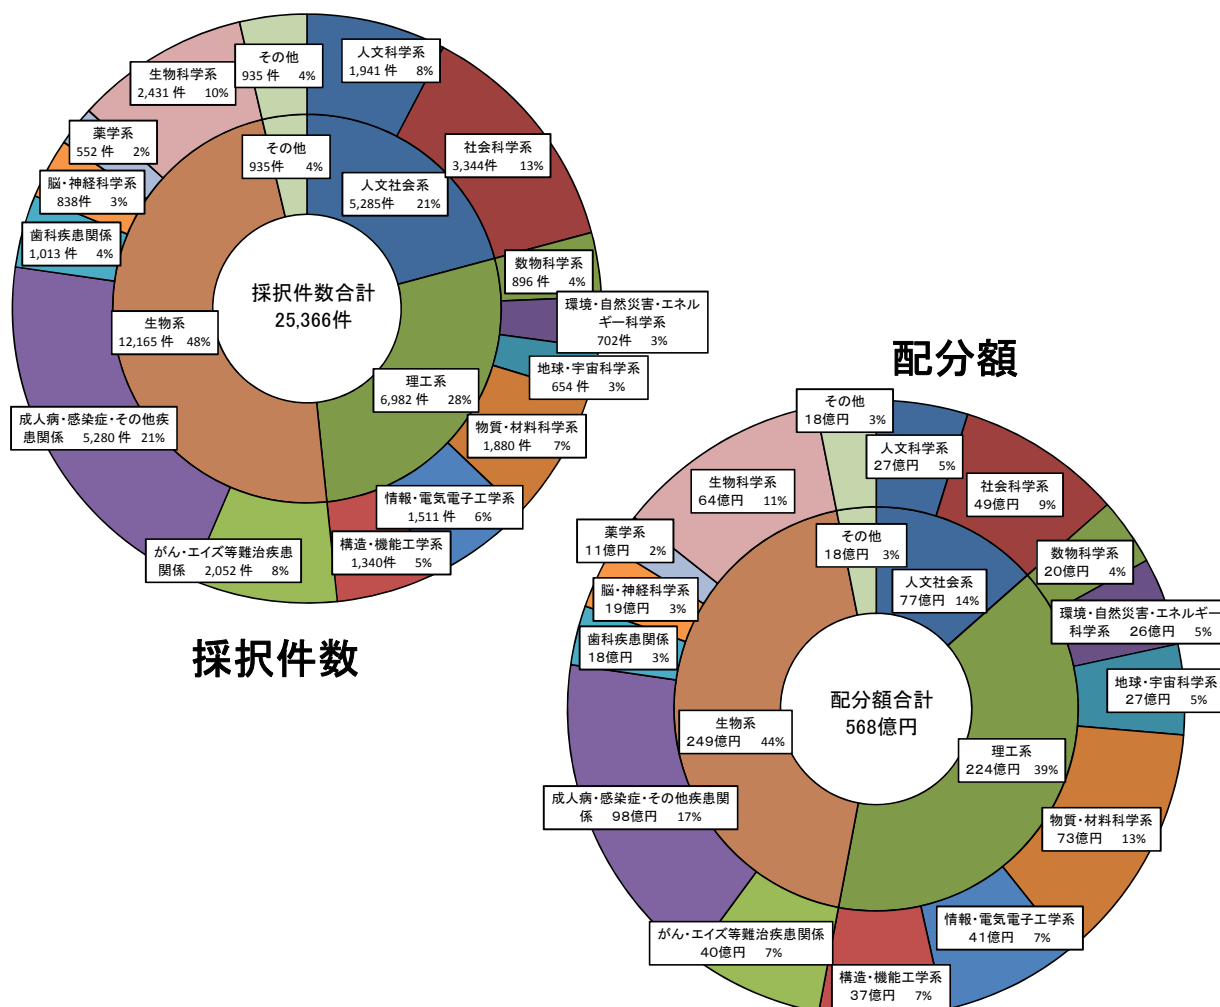 その他
935 件 4%
人文科学系
1,941 件 8%
社会科学系
3,344件 13%
数物科学系
896 件 4%
環境・自然災害・エネル
ギー科学系
702件 3%
地球・宇宙科学系
654 件 3%
物質・材料科学系
1,880 件 7%
情報・電気電子工学系
1,511 件 6%
構造・機能工学系
1,340件 5%
がん・エイズ等難治疾患
関係 2,052 件 8%
成人病・感染症・その他疾
患関係 5,280 件 21%
歯科疾患関係
1,013 件 4%
脳・神経科学系
838件 3%
薬学系
552 件 2%
生物科学系
2,431 件 10%
その他
935件 4%
人文社会系
5,285件 21%
理工系
6,982 件 28%
生物系
12,165 件 48%
採択件数合計
25,366件
採択件数
配分額
その他
18億円 3%
人文科学系
27億円 5%
社会科学系
49億円 9%
数物科学系
20億円 4%
環境・自然災害・エネルギー
科学系 26億円 5%
地球・宇宙科学系
27億円 5%
物質・材料科学系
73億円 13%
情報・電気電子工学系
41億円 7%
構造・機能工学系
37億円 7%
がん・エイズ等難治疾患関係
40億円 7%
成人病・感染症・その他疾患関
係 98億円 17%
歯科疾患関係
18億円 3%
脳・神経科学系
19億円 3%
薬学系
11億円 2%
生物科学系
64億円 11%
その他
18億円 3%
人文社会系
77億円 14%
理工系
224億円 39%
生物系
249億円 44%
配分額合計
568億円